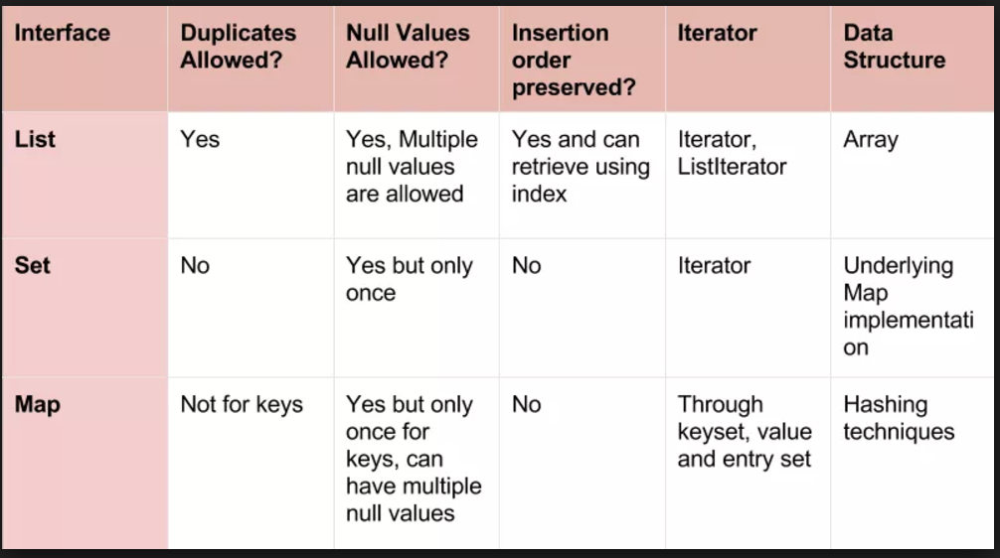 Interface
Duplicates
Allowed?
Null Values
Allowed?
Insertion
order
preserved?
Iterator
Data
Structure
List
Yes
Yes, Multiple
null values
are allowed
Yes and can
retrieve using
index
Iterator,
ListIterator
Array
Set
No
Yes but only
once
No
Iterator
Underlying
Map
implementati
on
Map
Not for keys
Yes but only
once for
keys, can
have multiple
null values
No
Through
keyset, value
and entry set
Hashing
techniques